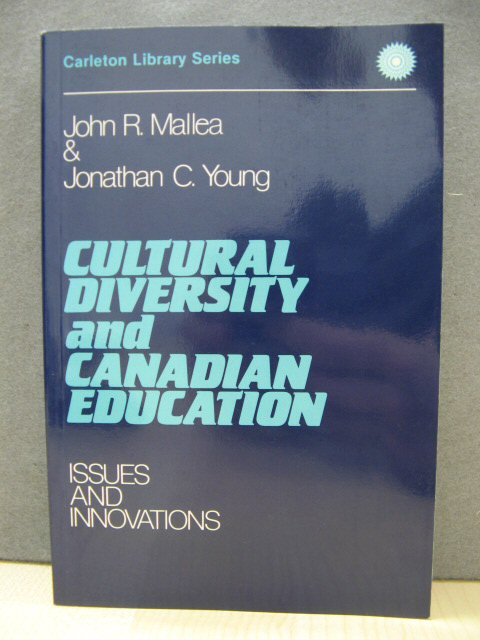 Carleton Library Series
John R. Mallea
&
Jonathan C. Young
CULTURAL
DIVERSITY
and
CANADIAN
EDUCATION
ISSUES
AND
INNOVATIONS